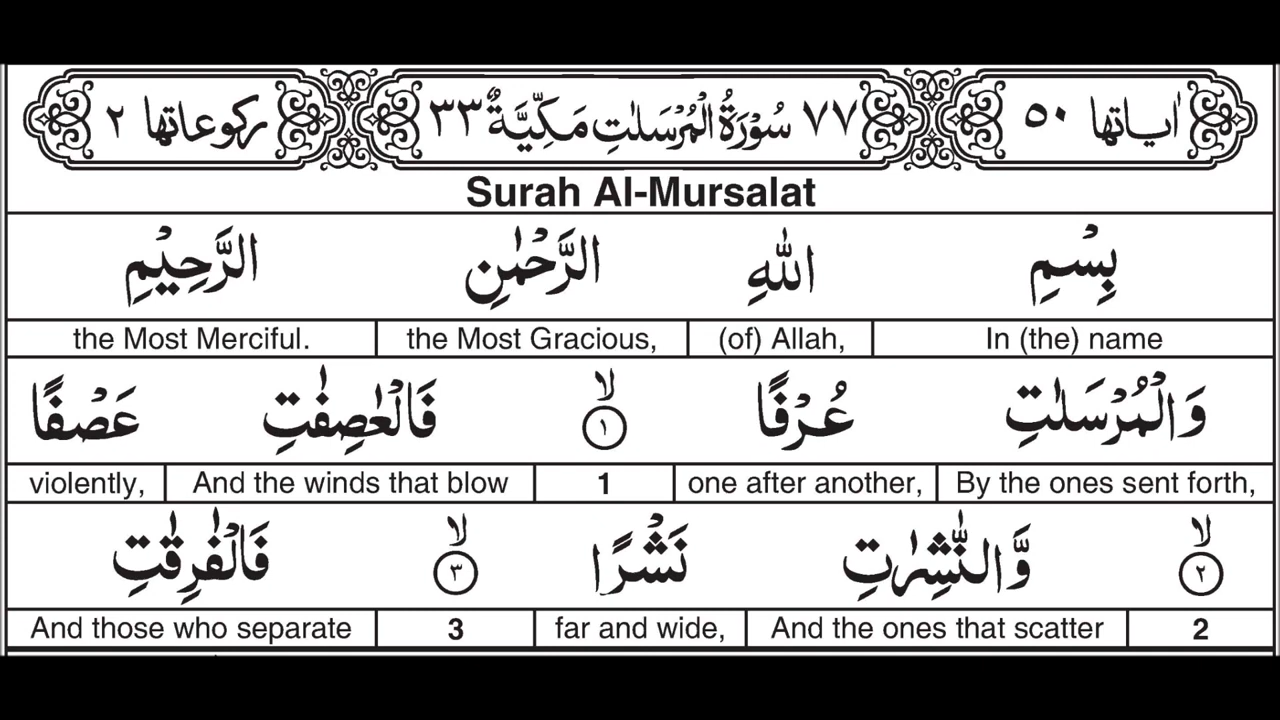 اٰياتها ٥٠ ٧٧ سُوْرَةُ الْمُرْسَلٰتِ مَكِّيَّةٌ ٣٣ ركوعاتها ٢
Surah Al-Mursalat
بِسْمِ اللّٰهِ الرَّحْمٰنِ الرَّحِيْمِ
In (the) name (of) Allah, the Most Gracious, the Most Merciful.
وَالْمُرْسَلٰتِ عُرْفًا ۙ ١ فَالْعٰصِفٰتِ عَصْفًا
By the ones sent forth, one after another, 1 And the winds that blow violently,
ۙ ٢ وَّالنّٰشِرٰتِ نَشْرًا ۙ ٣ فَالْفٰرِقٰتِ
2 And the ones that scatter far and wide, 3 And those who separate